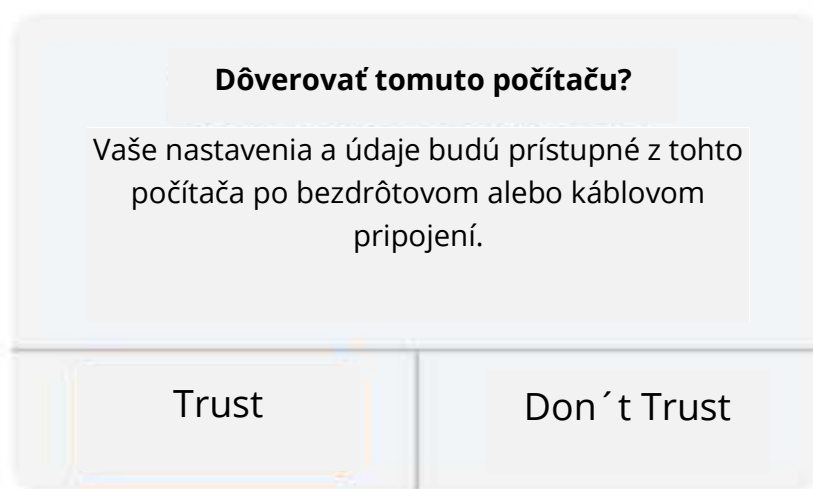 Dôverovať tomuto počítaču?
Vaše nastavenia a údaje budú prístupné z tohto
počítača po bezdrôtovom alebo káblovom
pripojení.
Trust
Don´t Trust